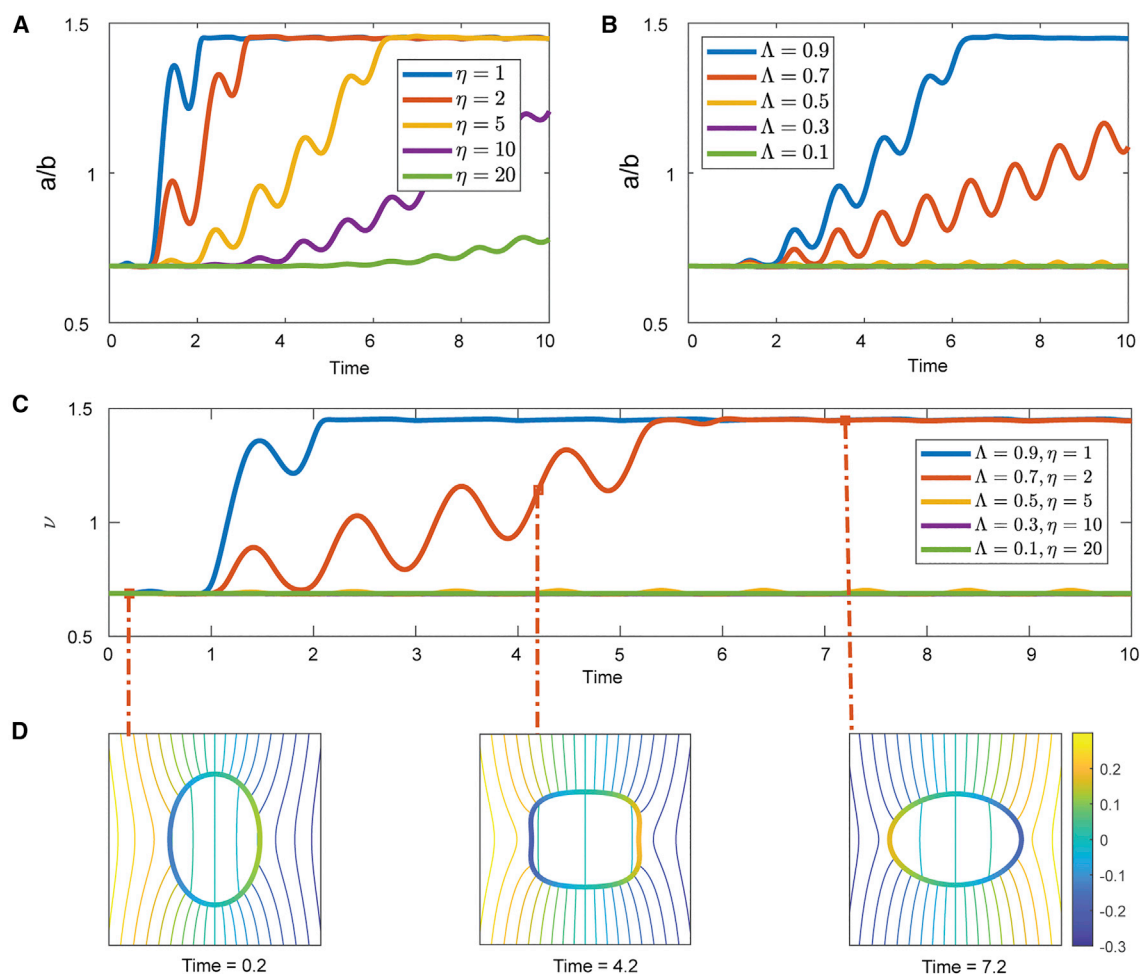 A
1.5
1
0.5
a/b
0 2 4 6 8 10
Time
η = 1
η = 2
η = 5
η = 10
η = 20
B
1.5
1
0.5
a/b
0 2 4 6 8 10
Time
Λ = 0.9
Λ = 0.7
Λ = 0.5
Λ = 0.3
Λ = 0.1
C
1.5
1
0.5
ν
0 1 2 3 4 5 6 7 8 9 10
Time
Λ = 0.9, η = 1
Λ = 0.7, η = 2
Λ = 0.5, η = 5
Λ = 0.3, η = 10
Λ = 0.1, η = 20
D
Time = 0.2
Time = 4.2
Time = 7.2
0.2
0.1
0
-0.1
-0.2
-0.3